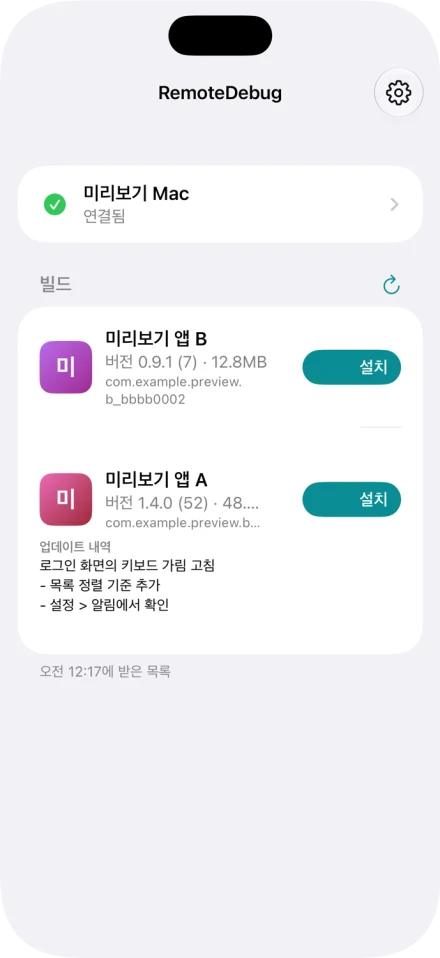 RemoteDebug
미리보기 Mac
연결됨
빌드
미리보기 앱 B
미
버전 0.9.1 (7) · 12.8MB
설치
com.example.preview.
b_bbbb0002
미리보기 앱 A
미
버전 1.4.0 (52) · 48....
설치
com.example.preview.b...
업데이트 내역
로그인 화면의 키보드 가림 고침
- 목록 정렬 기준 추가
- 설정 > 알림에서 확인
오전 12:17에 받은 목록